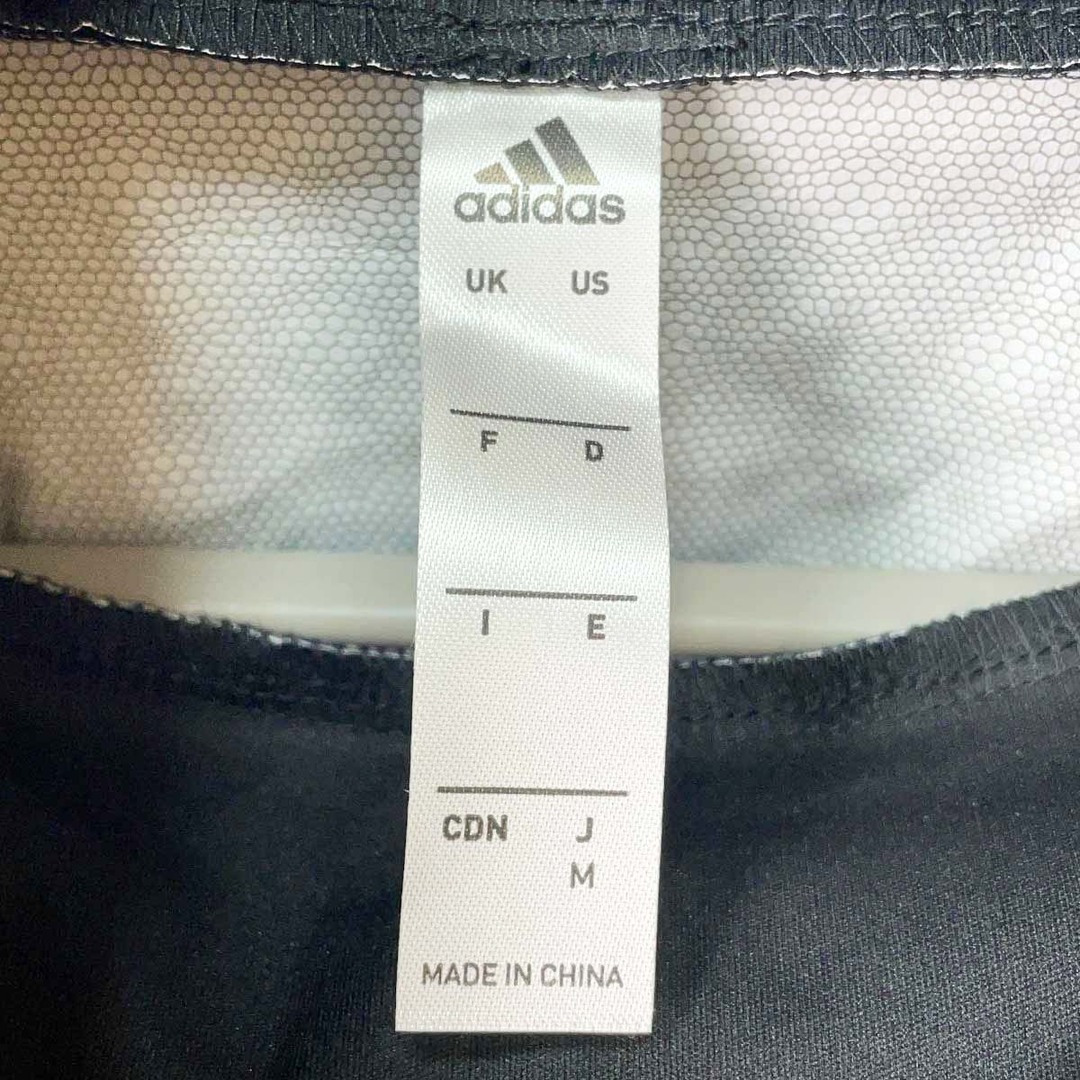 adidas
UK US
F D
I E
CDN J
M
MADE IN CHINA